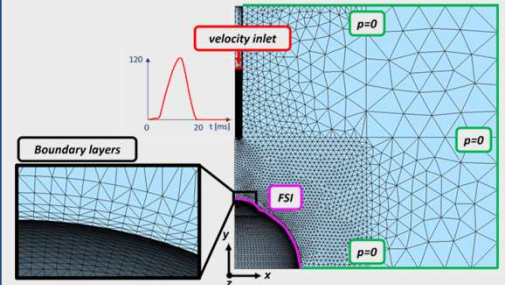 p=0
velocity inlet
120
0
20
t [ms]
p=0
Boundary layers
FSI
y
p=0
x
z